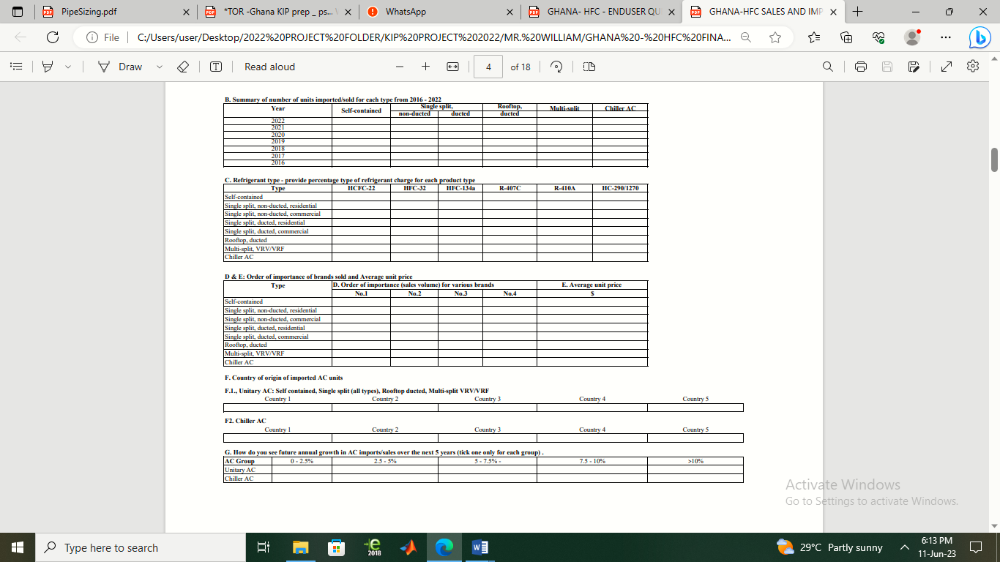 PipeSizing.pdf
*TOR -Ghana KIP prep _ ps...
WhatsApp
GHANA- HFC - ENDUSER QU
GHANA-HFC SALES AND IMP
File
C:/Users/user/Desktop/2022%20PROJECT%20FOLDER/KIP%20PROJECT%202022/MR.%20WILLIAM/GHANA%20-%20HFC%20FINA...
Draw
Read aloud
4 of 18
B. Summary of number of units imported/sold for each type from 2016 - 2022
Year Self-contained Single split, Rooftop, Multi-split Chiller AC
non-ducted ducted ducted
2022
2021
2020
2019
2018
2017
2016
C. Refrigerant type - provide percentage type of refrigerant charge for each product type
Type HCFC-22 HFC-32 HFC-134a R-407C R-410A HC-290/1270
Self-contained
Single split, non-ducted, residential
Single split, non-ducted, commercial
Single split, ducted, residential
Single split, ducted, commercial
Rooftop, ducted
Multi-split, VRV/VRF
Chiller AC
D & E: Order of importance of brands sold and Average unit price
Type D. Order of importance (sales volume) for various brands E. Average unit price
No.1 No.2 No.3 No.4 $
Self-contained
Single split, non-ducted, residential
Single split, non-ducted, commercial
Single split, ducted, residential
Single split, ducted, commercial
Rooftop, ducted
Multi-split, VRV/VRF
Chiller AC
F. Country of origin of imported AC units
F.1., Unitary AC: Self contained, Single split (all types), Rooftop ducted, Multi-split VRV/VRF
Country 1 Country 2 Country 3 Country 4 Country 5
F2. Chiller AC
Country 1 Country 2 Country 3 Country 4 Country 5
G. How do you see future annual growth in AC imports/sales over the next 5 years (tick one only for each group) .
AC Group 0 - 2.5% 2.5 - 5% 5 - 7.5% - 7.5 - 10% >10%
Unitary AC
Chiller AC
Activate Windows
Go to Settings to activate Windows.
Type here to search
2018
29°C Partly sunny
6:13 PM
11-Jun-23